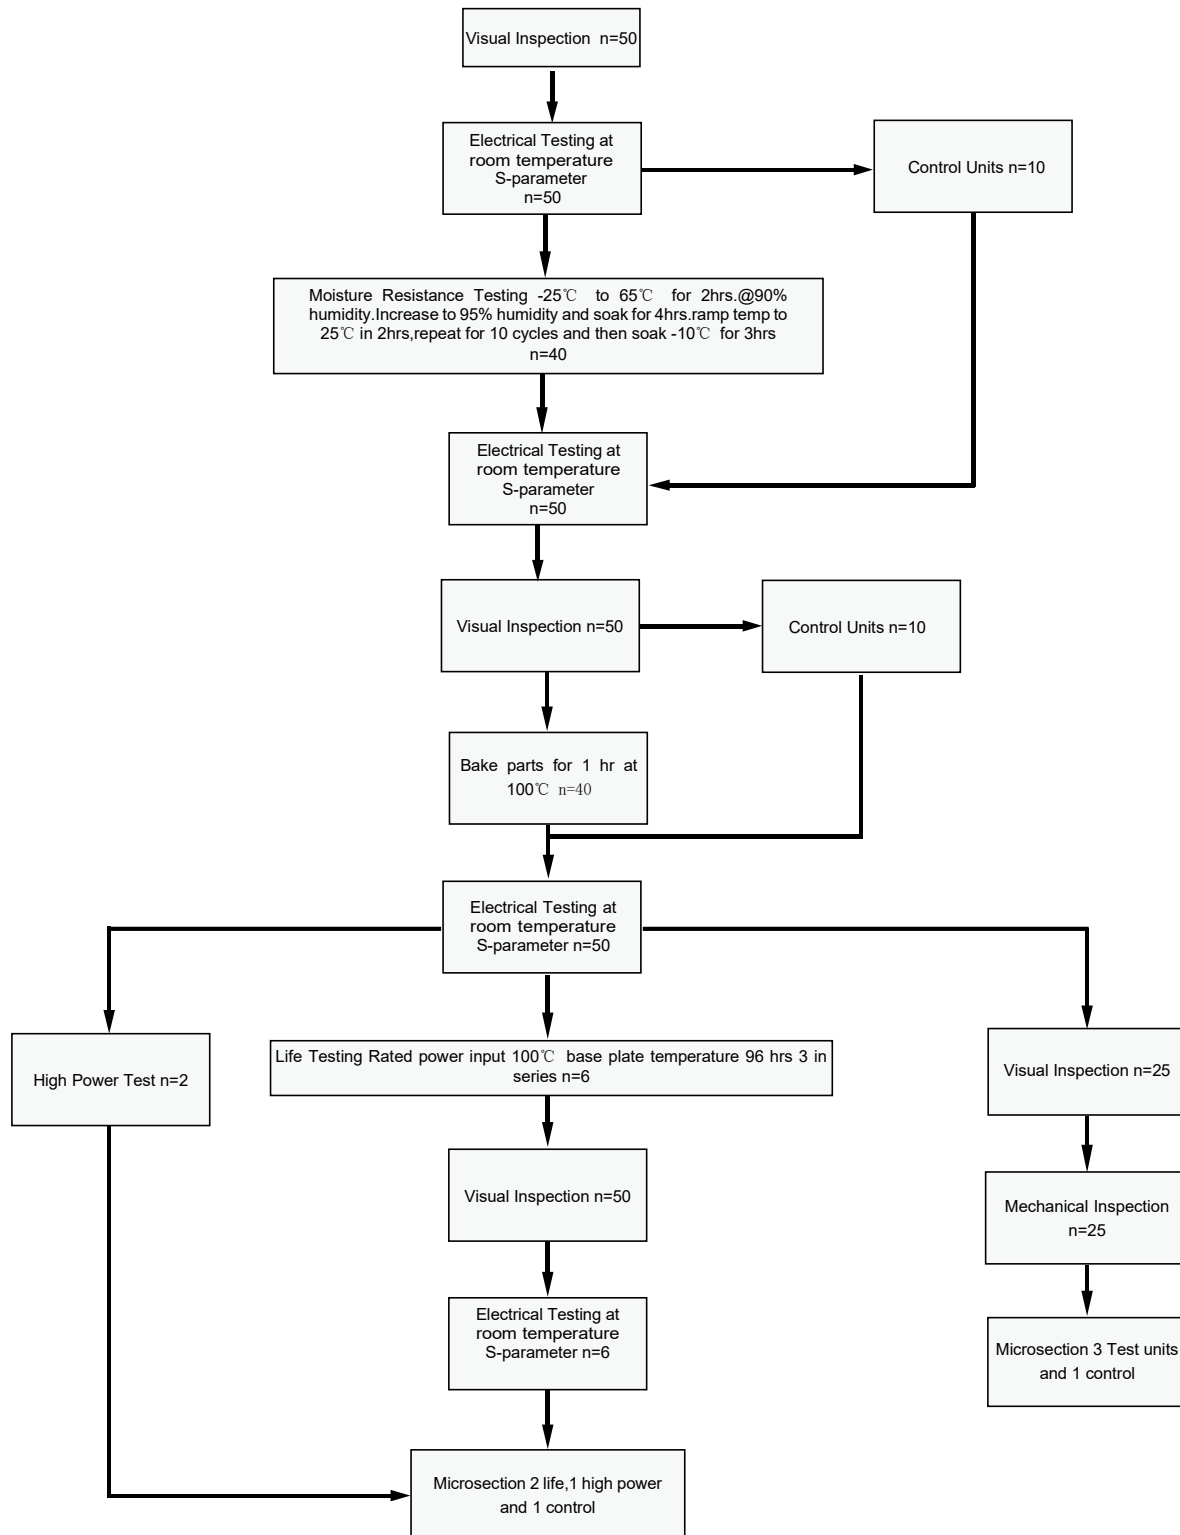 Visual Inspection n=50
Electrical Testing at
room temperature
S-parameter
n=50
Control Units n=10
Moisture Resistance Testing -25℃ to 65℃ for 2hrs.@90%
humidity.Increase to 95% humidity and soak for 4hrs.ramp temp to
25℃ in 2hrs,repeat for 10 cycles and then soak -10℃ for 3hrs
n=40
Electrical Testing at
room temperature
S-parameter
n=50
Visual Inspection n=50
Control Units n=10
Bake parts for 1 hr at
100℃ n=40
Electrical Testing at
room temperature
S-parameter n=50
High Power Test n=2
Life Testing Rated power input 100℃ base plate temperature 96 hrs 3 in
series n=6
Visual Inspection n=25
Visual Inspection n=50
Mechanical Inspection
n=25
Electrical Testing at
room temperature
S-parameter n=6
Microsection 3 Test units
and 1 control
Microsection 2 life,1 high power
and 1 control